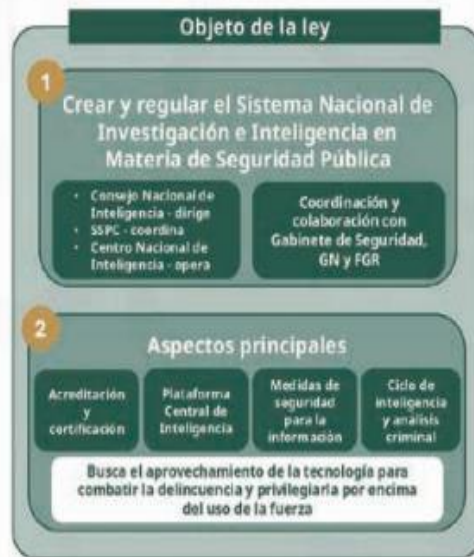 Objeto de la ley
1
Crear y regular el Sistema Nacional de
Investigación e Inteligencia en
Materia de Seguridad Pública
• Consejo Nacional de
Inteligencia - dirige
• SSPC - coordina
• Centro Nacional de
Inteligencia - opera
Coordinación y
colaboración con
Gabinete de Seguridad,
GN y FGR
2
Aspectos principales
Acreditación
y
certificación
Plataforma
Central de
Inteligencia
Medidas de
seguridad
para la
información
Ciclo de
inteligencia
y análisis
criminal
Busca el aprovechamiento de la tecnología para
combatir la delincuencia y privilegiarla por encima
del uso de la fuerza